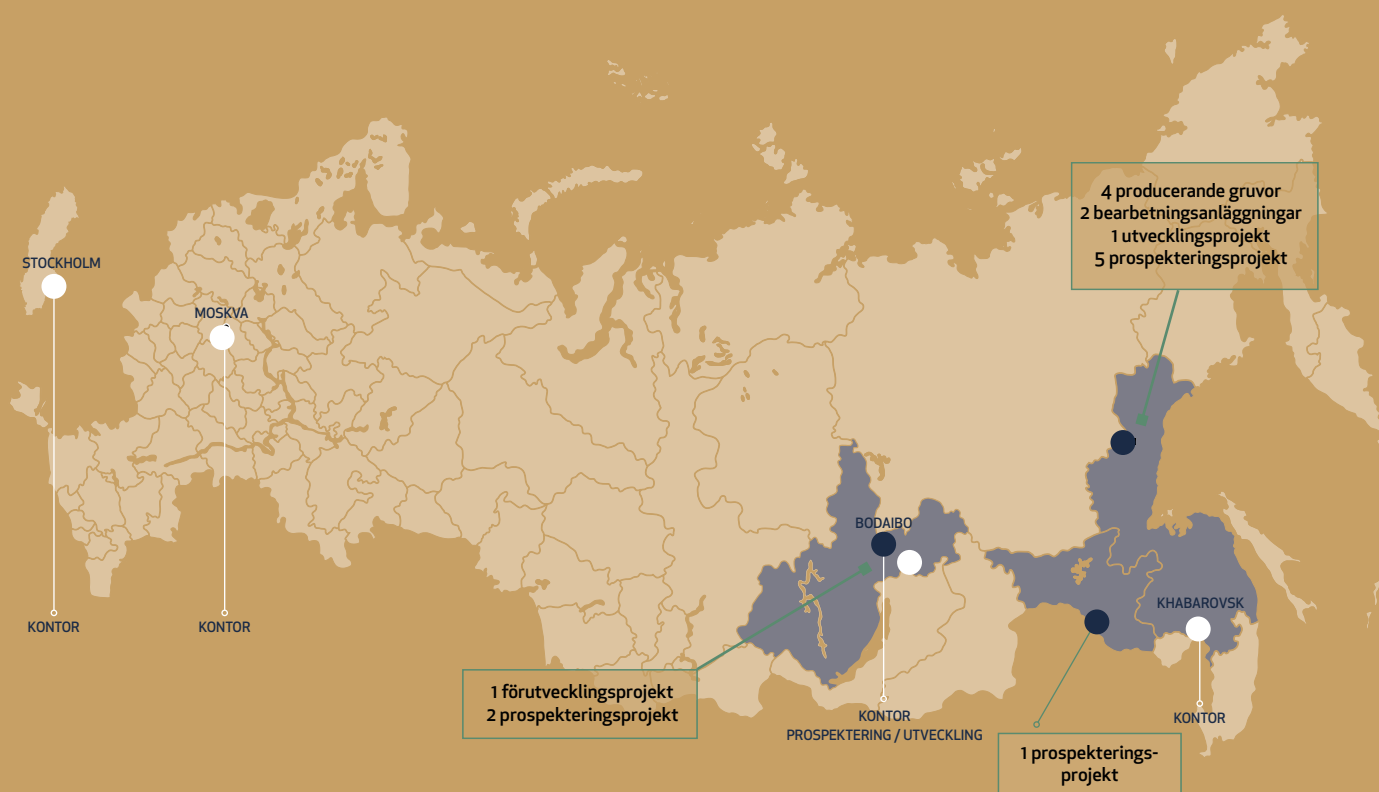 4 producerande gruvor
2 bearbetningsanläggningar
1 utvecklingsprojekt
5 prospekteringsprojekt
STOCKHOLM
MOSKVA
BODAIBO
KHABAROVSK
KONTOR
KONTOR
1 förutvecklingsprojekt
2 prospekteringsprojekt
KONTOR
PROSPEKTERING / UTVECKLING
KONTOR
1 prospekterings-
projekt